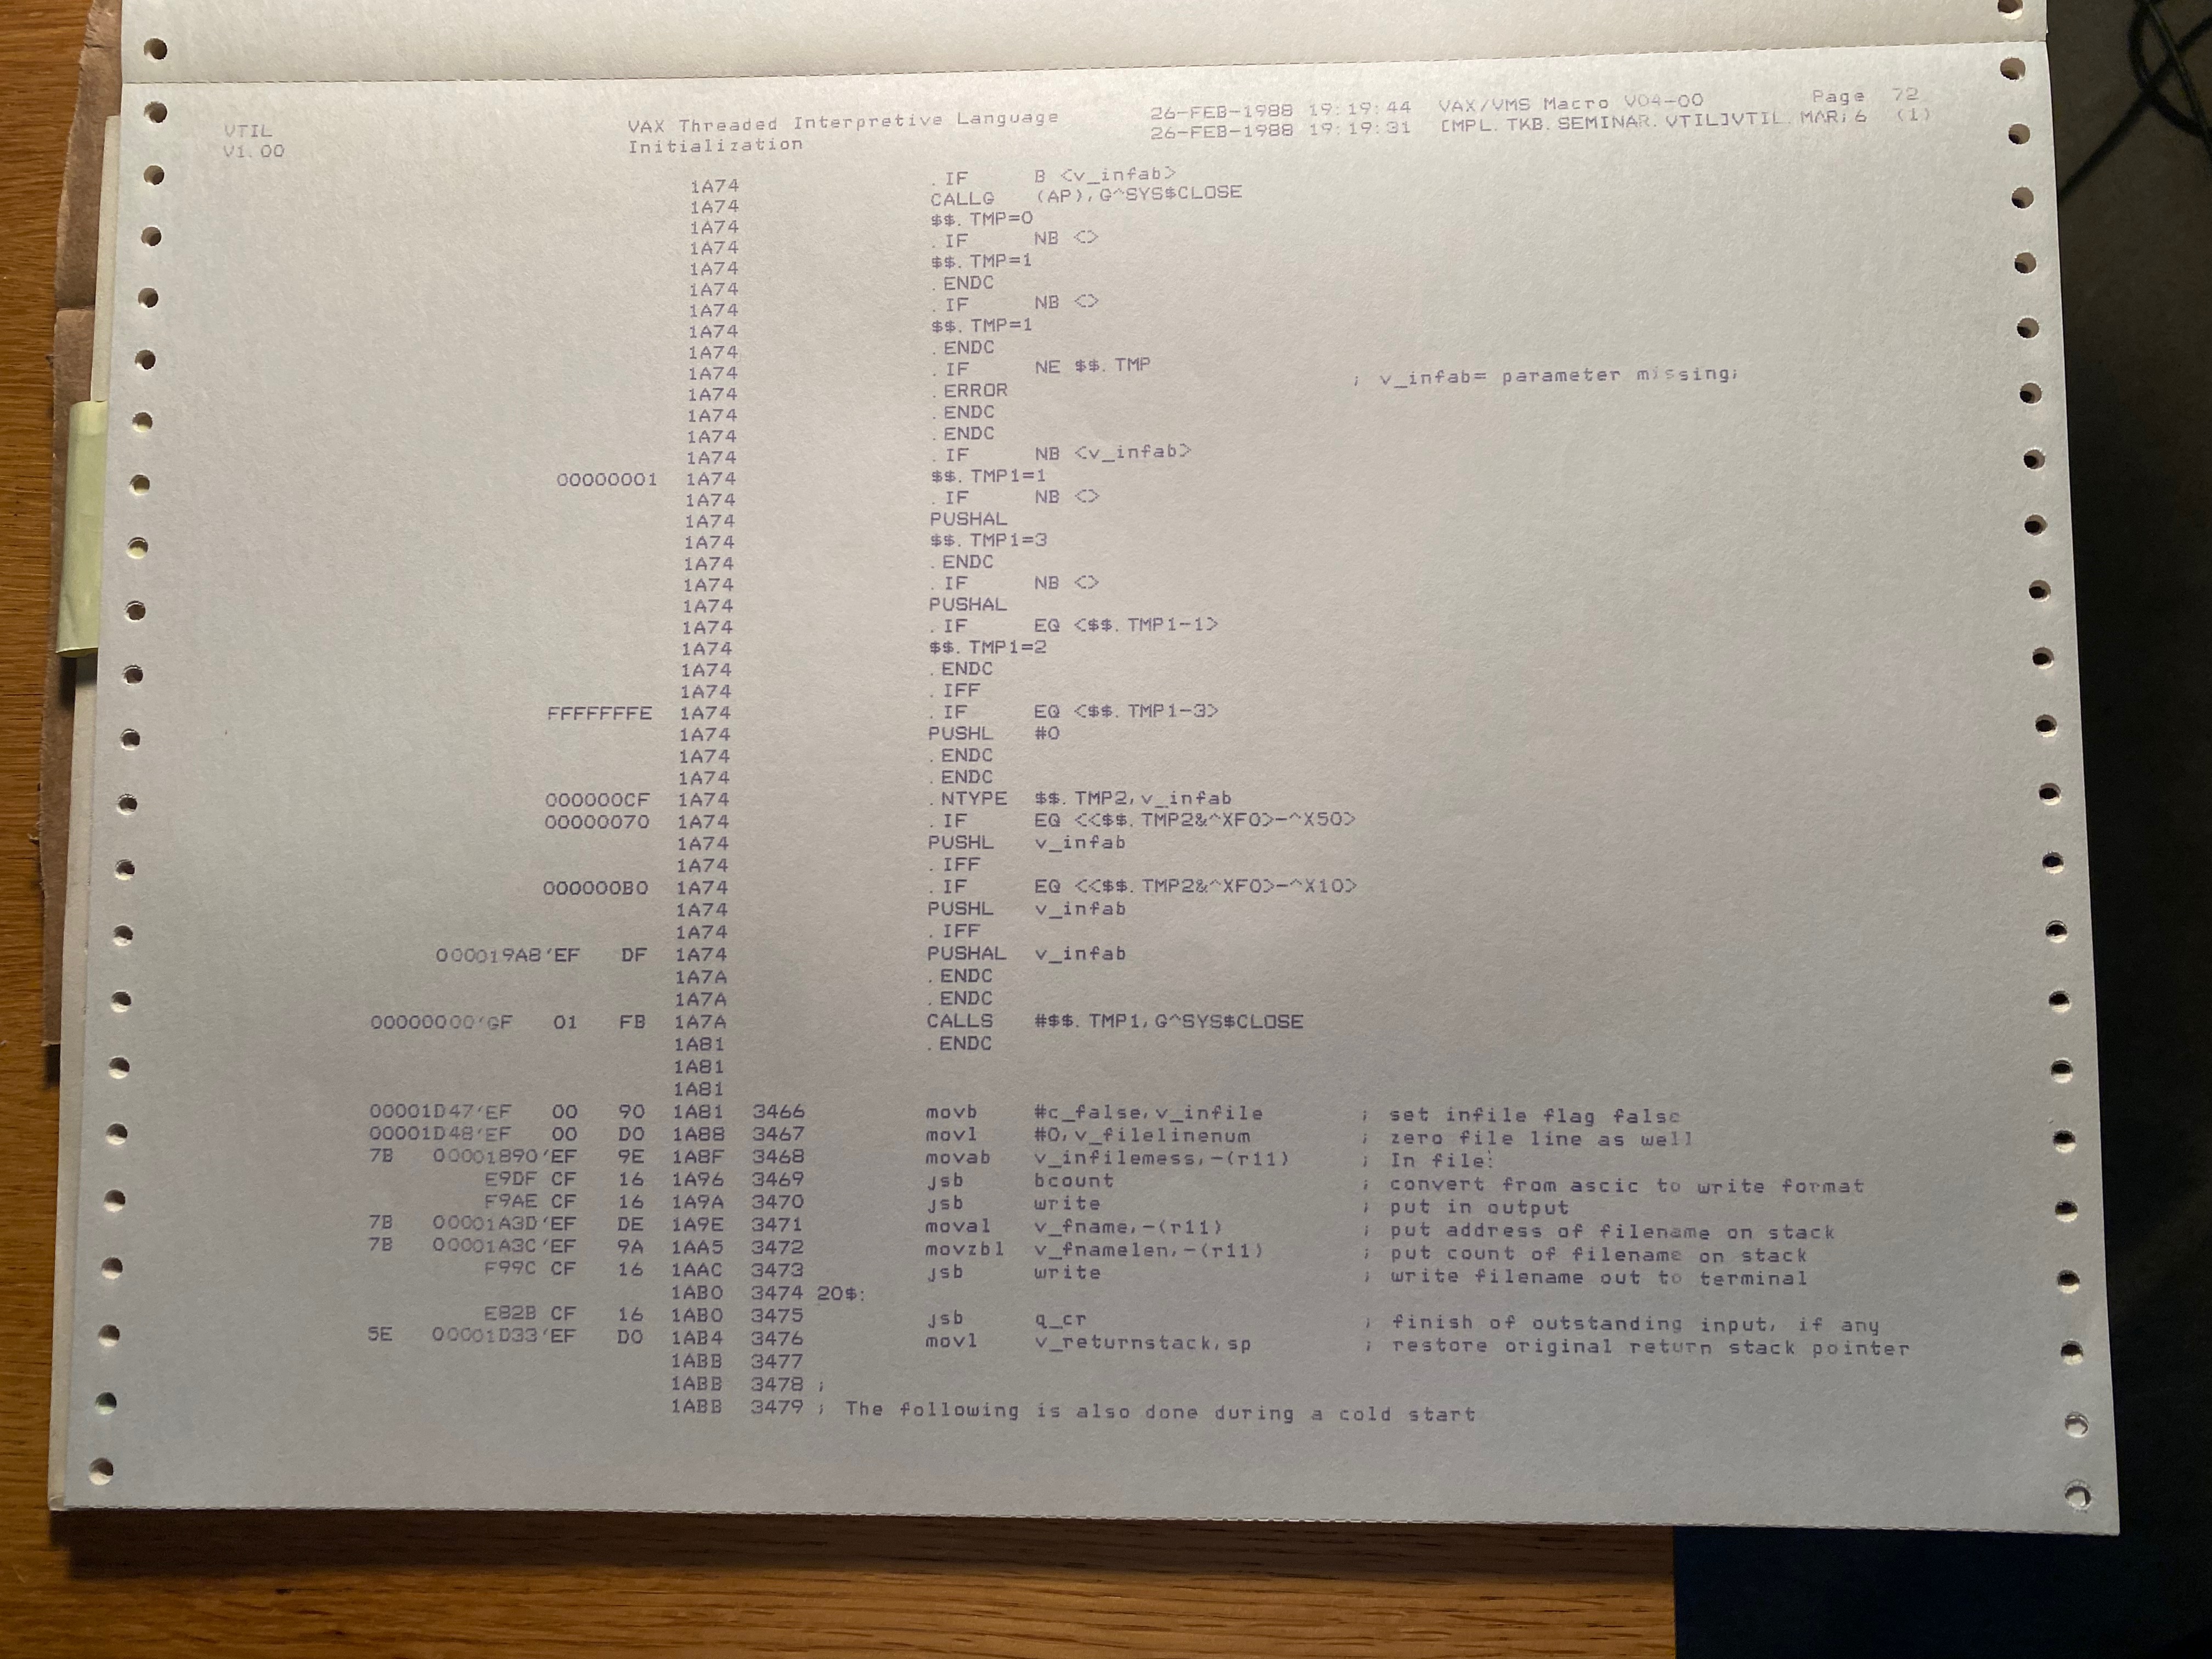 VTIL VAX Threaded Interpretive Language 26-FEB-1988 19:19:44 VAX/VMS Macro V04-00 Page 72
V1.00 Initialization 26-FEB-1988 19:19:31 [MPL.TKB.SEMINAR.VTIL]VTIL.MAR;6 (1)
1A74 .IF B <v_infab>
1A74 CALLG (AP),G^SYS$CLOSE
1A74 $$.TMP=0
1A74 .IF NB <>
1A74 $$.TMP=1
1A74 .ENDC
1A74 .IF NB <>
1A74 $$.TMP=1
1A74 .ENDC
1A74 .IF NE $$.TMP
1A74 .ERROR ; v_infab= parameter missing;
1A74 .ENDC
1A74 .ENDC
1A74 .IF NB <v_infab>
00000001 1A74 $$.TMP1=1
1A74 .IF NB <>
1A74 PUSHAL
1A74 $$.TMP1=3
1A74 .ENDC
1A74 .IF NB <>
1A74 PUSHAL
1A74 .IF EQ <$$.TMP1-1>
1A74 $$.TMP1=2
1A74 .ENDC
1A74 .IFF
FFFFFFFE 1A74 .IF EQ <$$.TMP1-3>
1A74 PUSHL #0
1A74 .ENDC
1A74 .ENDC
000000CF 1A74 .NTYPE $$.TMP2,v_infab
00000070 1A74 .IF EQ <<$$.TMP2&^XF0>-^X50>
1A74 PUSHL v_infab
1A74 .IFF
000000B0 1A74 .IF EQ <<$$.TMP2&^XF0>-^X10>
1A74 PUSHL v_infab
1A74 .IFF
000019A8'EF DF 1A74 PUSHAL v_infab
1A7A .ENDC
1A7A .ENDC
00000000'GF 01 FB 1A7A CALLS #$$.TMP1,G^SYS$CLOSE
1A81 .ENDC
1A81
1A81
00001D47'EF 00 90 1A81 3466 movb #c_false,v_infile ; set infile flag false
00001D48'EF 00 D0 1A88 3467 movl #0,v_filelinenum ; zero file line as well
7B 00001890'EF 9E 1A8F 3468 movab v_infilemess,-(r11) ; In file:
E9DF CF 16 1A96 3469 jsb bcount ; convert from ascic to write format
F9AE CF 16 1A9A 3470 jsb write ; put in output
7B 00001A3D'EF DE 1A9E 3471 moval v_fname,-(r11) ; put address of filename on stack
7B 00001A3C'EF 9A 1AA5 3472 movzbl v_fnamelen,-(r11) ; put count of filename on stack
F99C CF 16 1AAC 3473 jsb write ; write filename out to terminal
1AB0 3474 20$:
E82B CF 16 1AB0 3475 jsb q_cr ; finish of outstanding input, if any
5E 00001D33'EF D0 1AB4 3476 movl v_returnstack,sp ; restore original return stack pointer
1ABB 3477
1ABB 3478 ;
1ABB 3479 ; The following is also done during a cold start